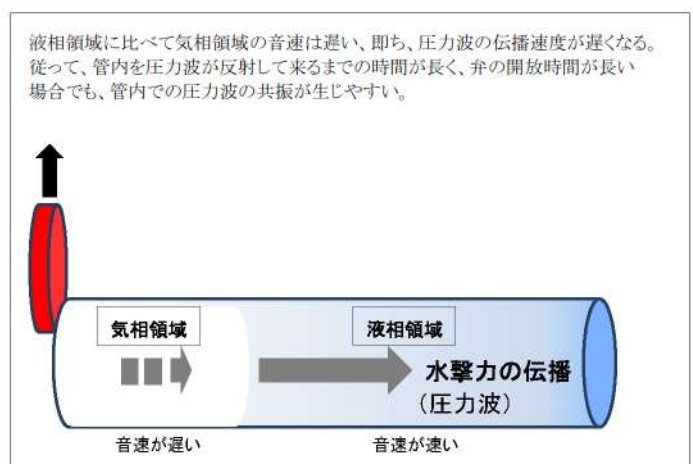 液相領域に比べて気相領域の音速は遅い、即ち、圧力波の伝播速度が遅くなる。
従って、管内を圧力波が反射して来るまでの時間が長く、弁の開放時間が長い
場合でも、管内での圧力波の共振が生じやすい。
気相領域
液相領域
水撃力の伝播
（圧力波）
音速が遅い
音速が速い